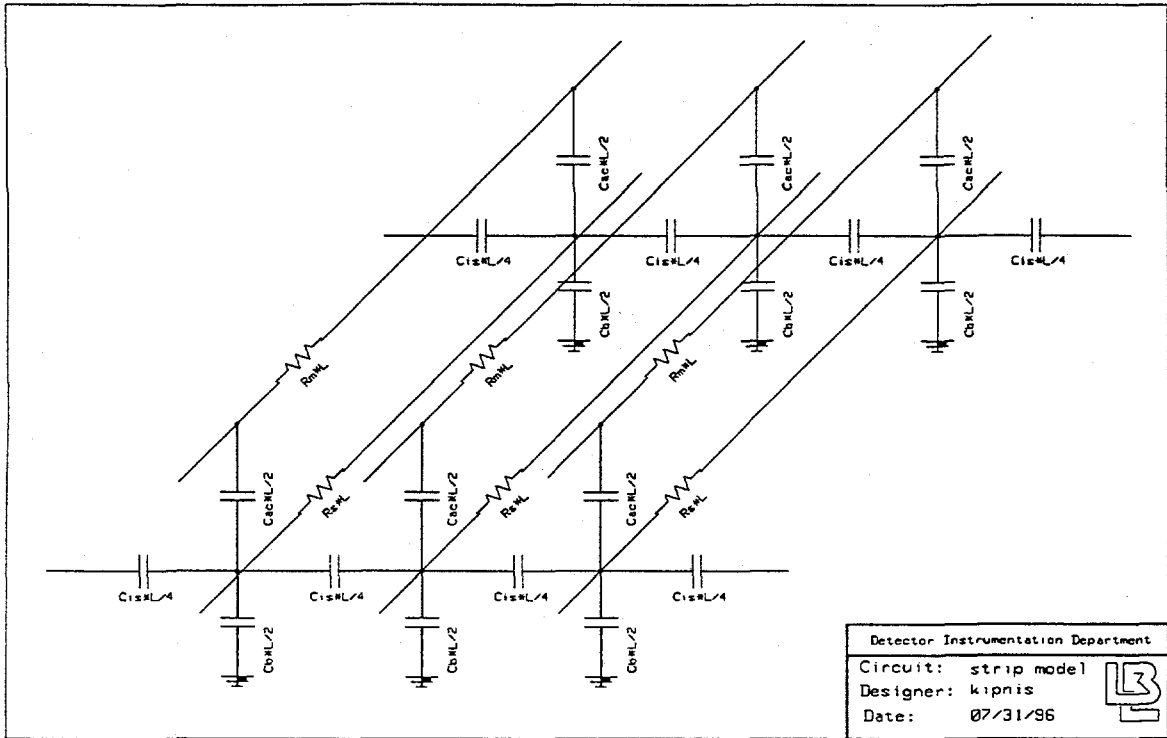 Cac*L/2
Cac*L/2
Cac*L/2
Cis*L/4
Cis*L/4
Cis*L/4
Cis*L/4
Cb*L/2
Cb*L/2
Cb*L/2
Rm*L
Rm*L
Rm*L
Cac*L/2
Rs*L
Cac*L/2
Rs*L
Cac*L/2
Rs*L
Cis*L/4
Cis*L/4
Cis*L/4
Cis*L/4
Cb*L/2
Cb*L/2
Cb*L/2
Detector Instrumentation Department
Circuit: strip model
Designer: kipnis
Date: 07/31/96